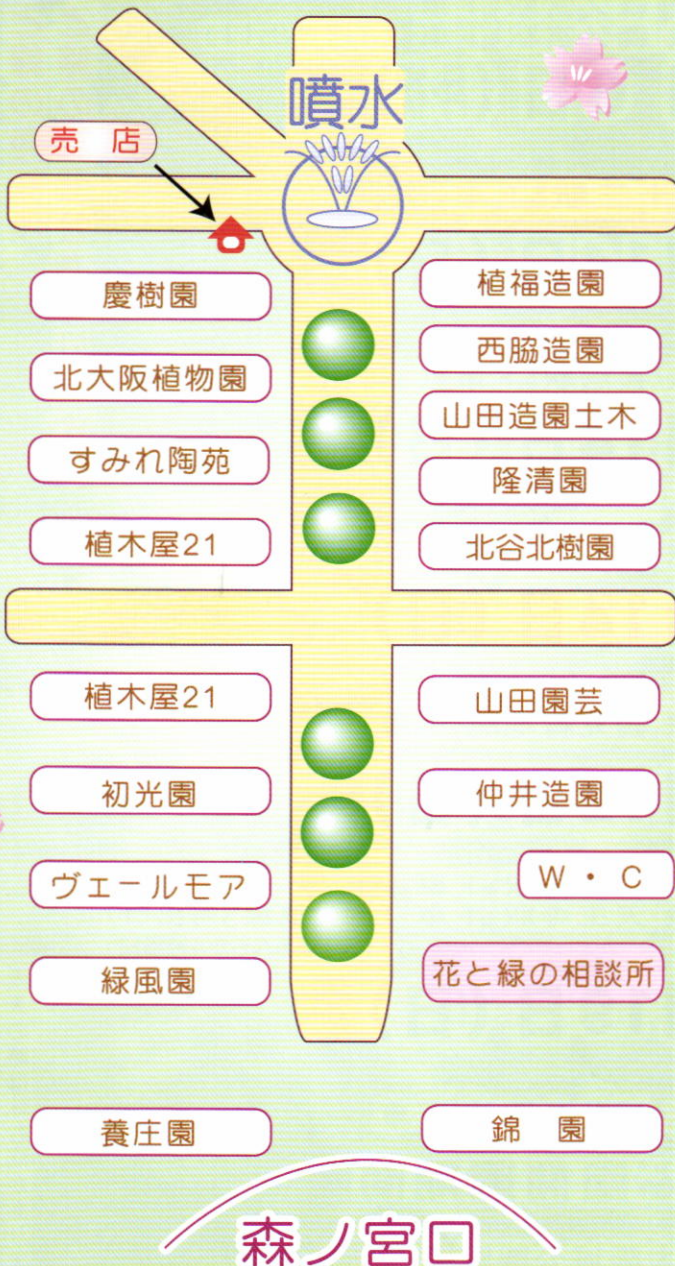 噴水
売 店
慶樹園
北大阪植物園
すみれ陶苑
植木屋21
植福造園
西脇造園
山田造園土木
隆清園
北谷北樹園
植木屋21
初光園
ヴェールモア
緑風園
山田園芸
仲井造園
W・C
花と緑の相談所
養庄園
錦 園
森ノ宮口